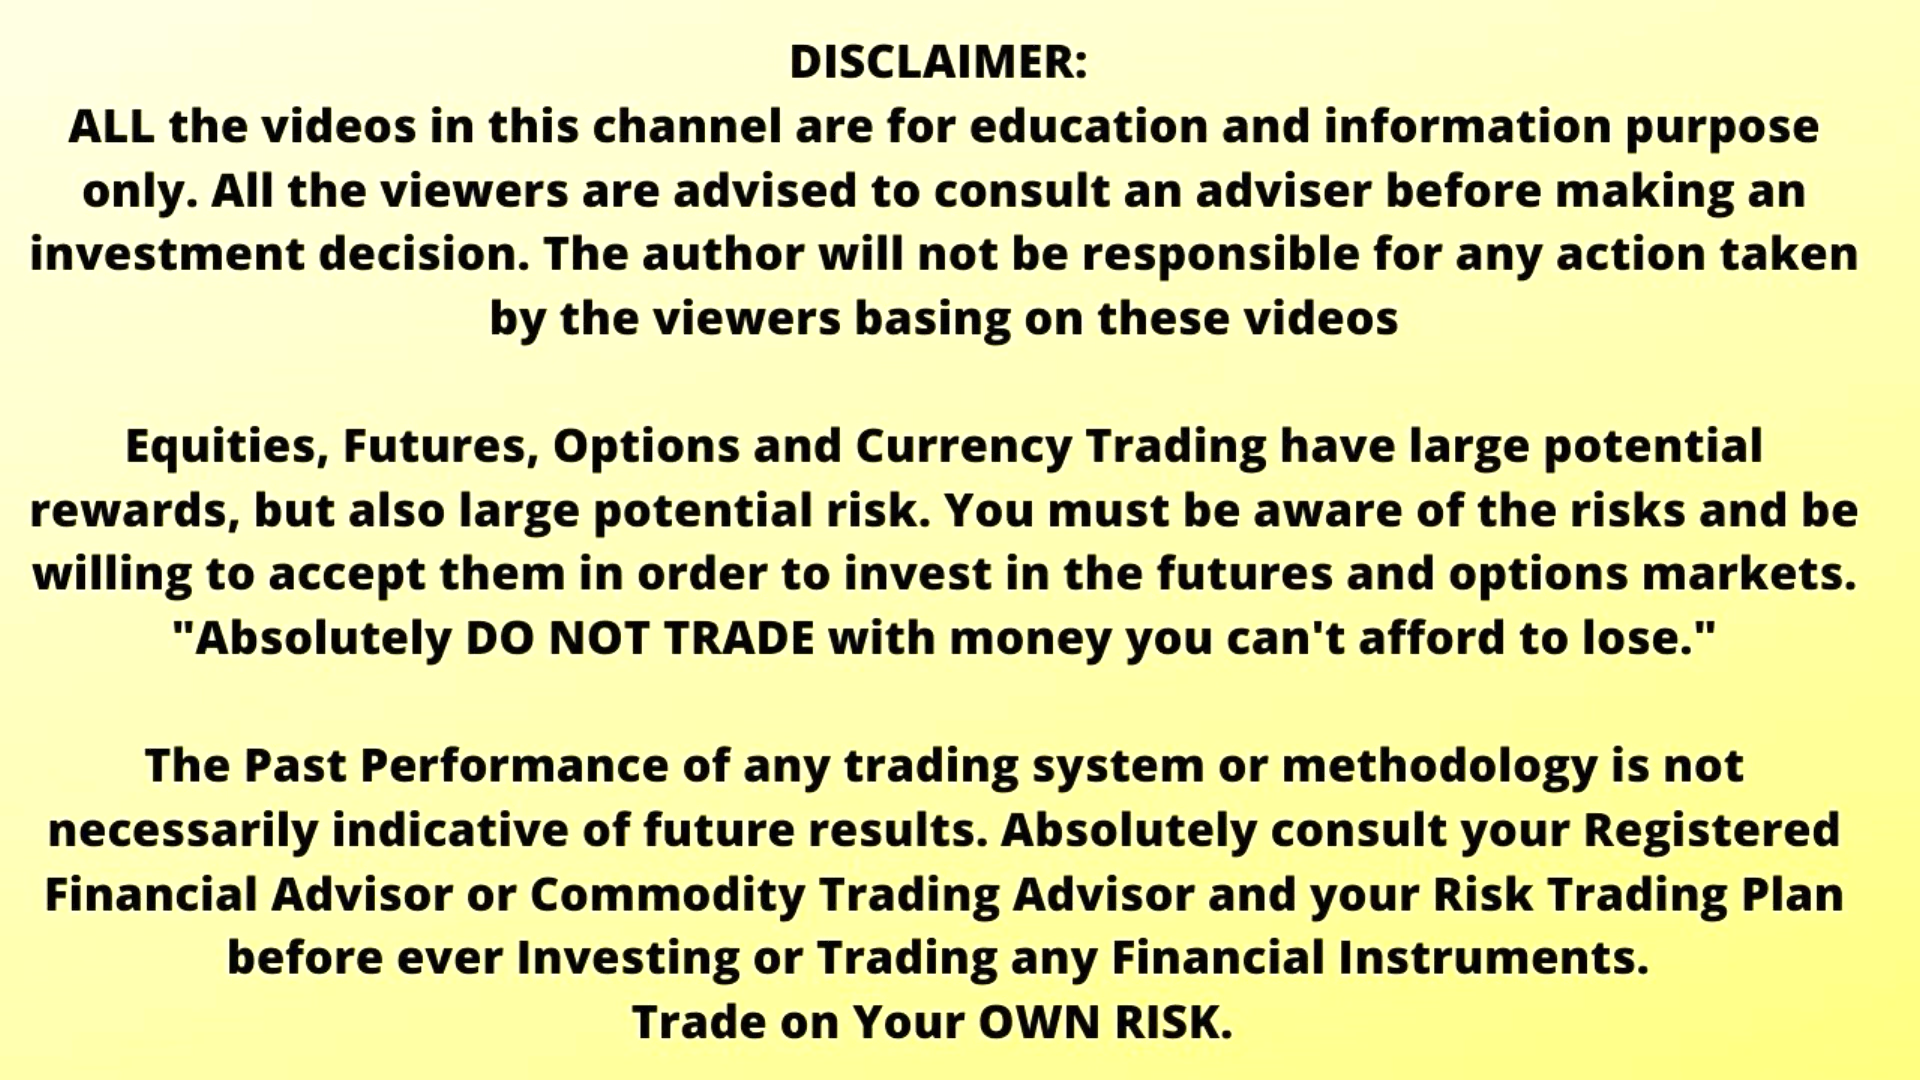 DISCLAIMER:
ALL the videos in this channel are for education and information purpose
only. All the viewers are advised to consult an adviser before making an
investment decision. The author will not be responsible for any action taken
by the viewers basing on these videos
Equities, Futures, Options and Currency Trading have large potential
rewards, but also large potential risk. You must be aware of the risks and be
willing to accept them in order to invest in the futures and options markets.
"Absolutely DO NOT TRADE with money you can't afford to lose."
The Past Performance of any trading system or methodology is not
necessarily indicative of future results. Absolutely consult your Registered
Financial Advisor or Commodity Trading Advisor and your Risk Trading Plan
before ever Investing or Trading any Financial Instruments.
Trade on Your OWN RISK.